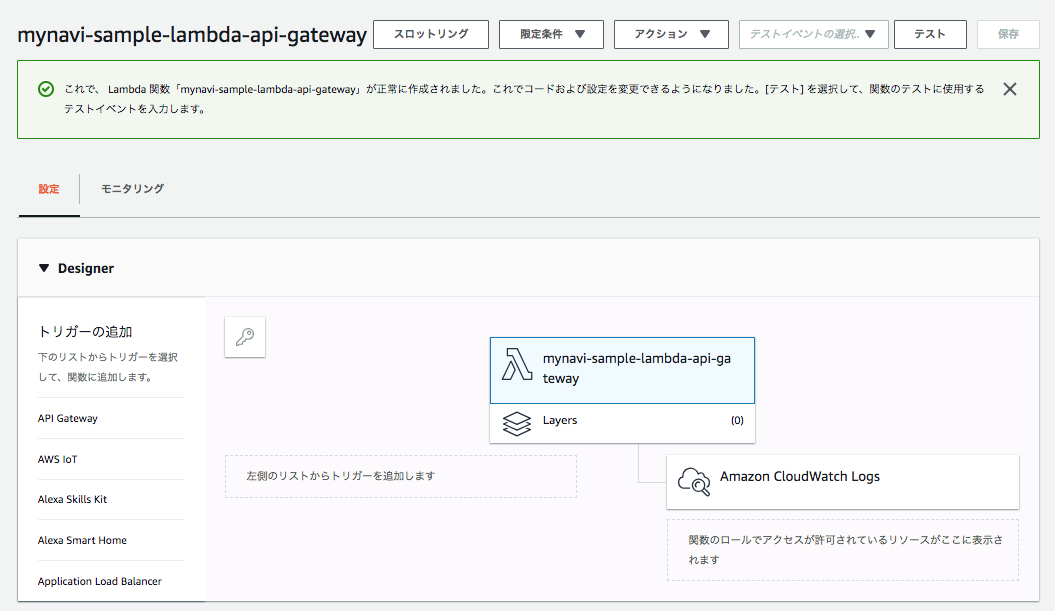 mynavi-sample-lambda-api-gateway
スロットリング
限定条件
アクション
テストイベントの選択..
テスト
保存
これで、 Lambda 関数「mynavi-sample-lambda-api-gateway」が正常に作成されました。これでコードおよび設定を変更できるようになりました。[テスト] を選択して、関数のテストに使用する
テストイベントを入力します。
設定
モニタリング
Designer
トリガーの追加
下のリストからトリガーを選択
して、関数に追加します。
API Gateway
AWS IoT
Alexa Skills Kit
Alexa Smart Home
Application Load Balancer
mynavi-sample-lambda-api-ga
teway
Layers
(0)
左側のリストからトリガーを追加します
Amazon CloudWatch Logs
関数のロールでアクセスが許可されているリソースがここに表示さ
れます